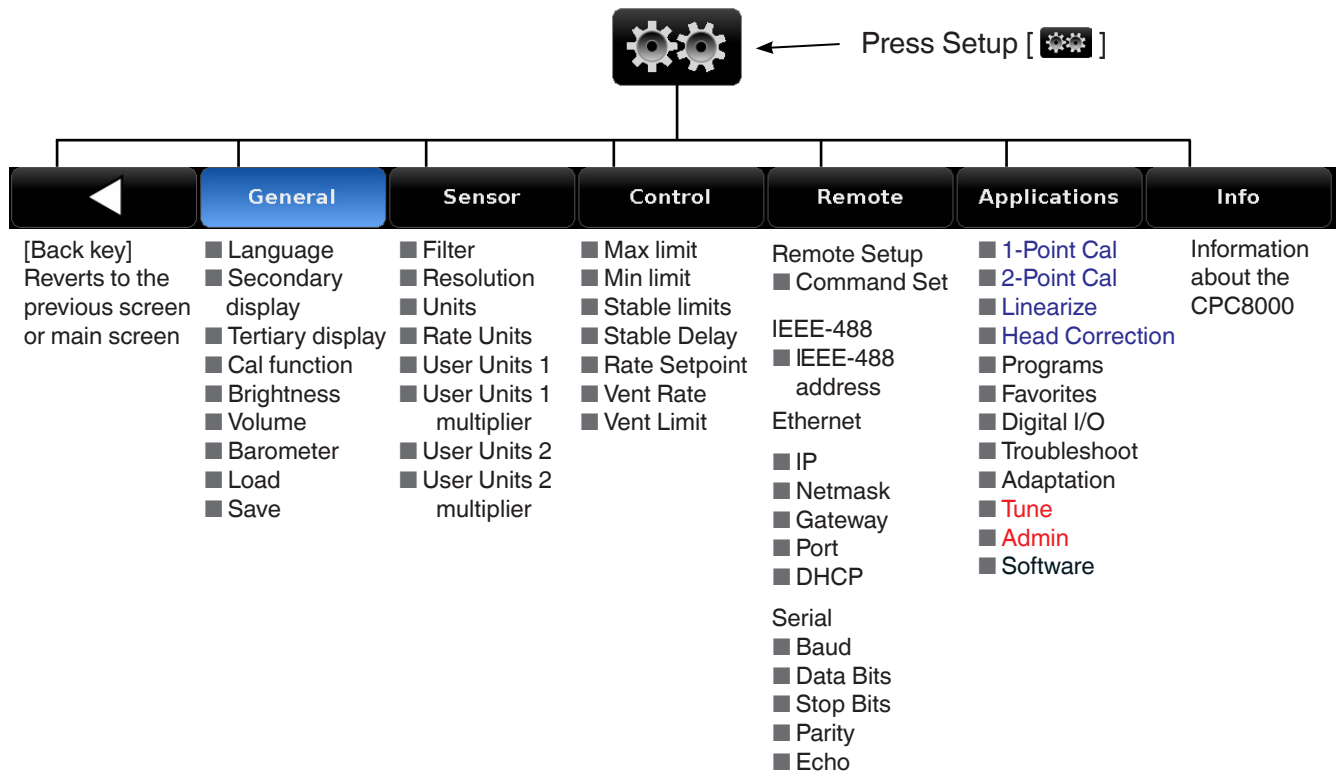 Press Setup [ ]
General
Sensor
Control
Remote
Applications
Info
[Back key]
Reverts to the
previous screen
or main screen
Language
Secondary
display
Tertiary display
Cal function
Brightness
Volume
Barometer
Load
Save
Filter
Resolution
Units
Rate Units
User Units 1
User Units 1
multiplier
User Units 2
User Units 2
multiplier
Max limit
Min limit
Stable limits
Stable Delay
Rate Setpoint
Vent Rate
Vent Limit
Remote Setup
Command Set
IEEE-488
IEEE-488
address
Ethernet
IP
Netmask
Gateway
Port
DHCP
Serial
Baud
Data Bits
Stop Bits
Parity
Echo
1-Point Cal
2-Point Cal
Linearize
Head Correction
Programs
Favorites
Digital I/O
Troubleshoot
Adaptation
Tune
Admin
Software
Information
about the
CPC8000